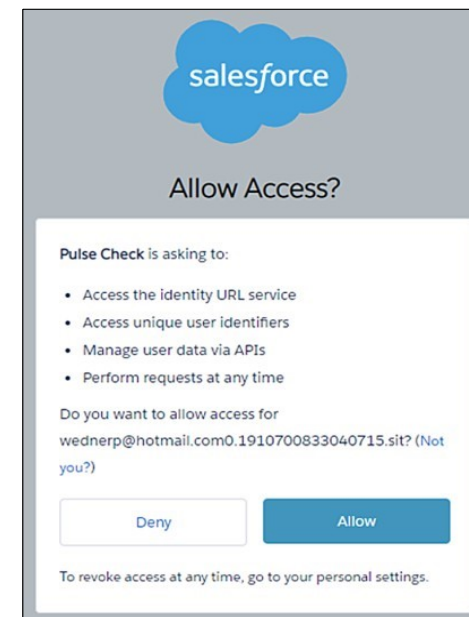 salesforce
Allow Access?
Pulse Check is asking to:
• Access the identity URL service
• Access unique user identifiers
• Manage user data via APIs
• Perform requests at any time
Do you want to allow access for
wednerp@hotmail.com0.1910700833040715.sit? (Not
you?)
Deny
Allow
To revoke access at any time, go to your personal settings.